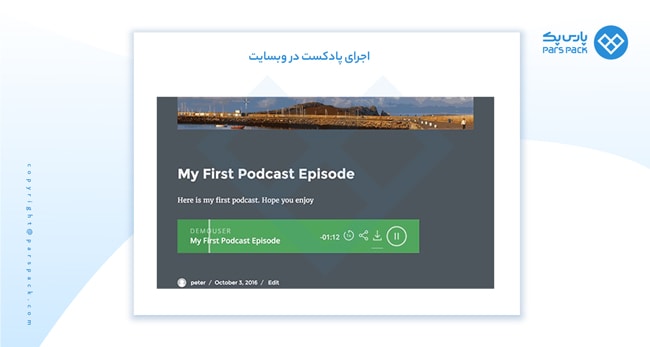 پارس پک
PARS PACK
اجرای پادکست در وبسایت
My First Podcast Episode
Here is my first podcast. Hope you enjoy
DEMOUSER
My First Podcast Episode
-01:12
peter / October 3, 2016 / Edit
copyright@parspack.com